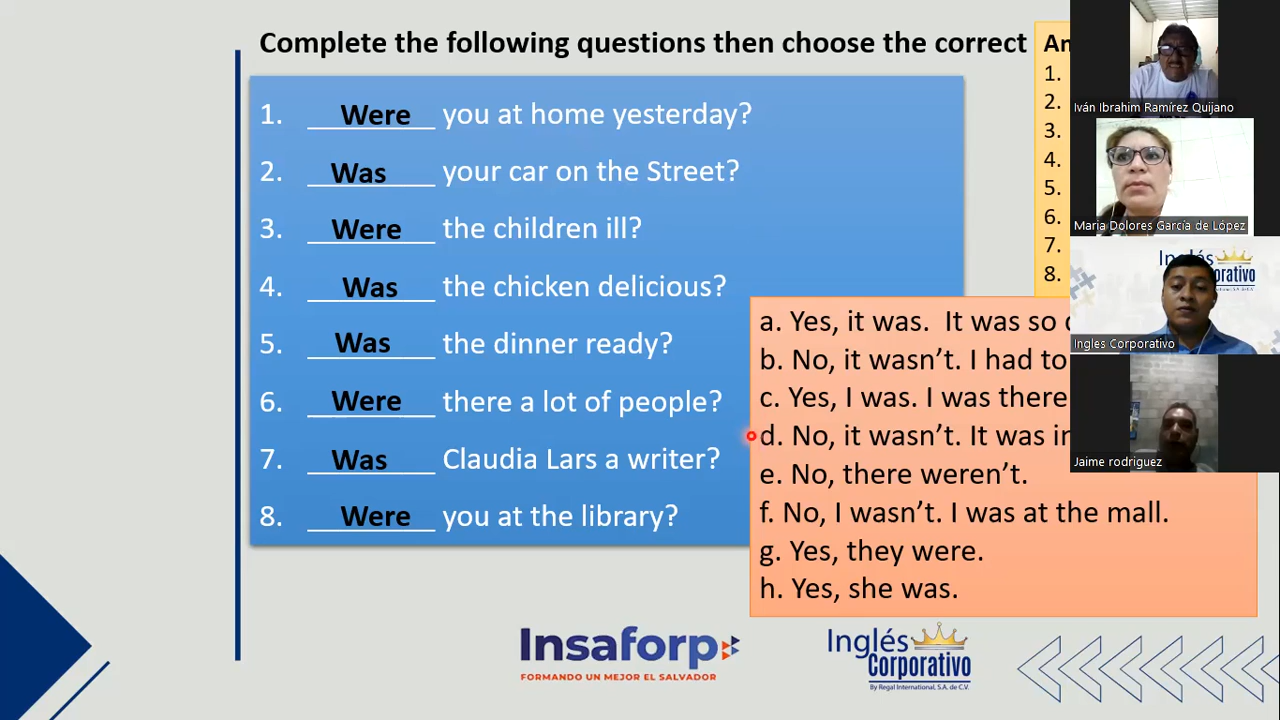 Complete the following questions then choose the correct
1. Were you at home yesterday?
2. Was your car on the Street?
3. Were the children ill?
4. Was the chicken delicious?
5. Was the dinner ready?
6. Were there a lot of people?
7. Was Claudia Lars a writer?
8. Were you at the library?
1.
2.
3.
4.
5.
6.
7.
8.
a. Yes, it was. It was so
b. No, it wasn’t. I had to
c. Yes, I was. I was there
d. No, it wasn’t. It was
e. No, there weren’t.
f. No, I wasn’t. I was at the mall.
g. Yes, they were.
h. Yes, she was.
Iván Ibrahim Ramírez Quijano
Maria Dolores García de López
Inglés
Ingles Corporativo
Jaime rodriguez
Insaforp
FORMANDO UN MEJOR EL SALVADOR
Inglés
Corporativo
By Regal International, S.A. de C.V.